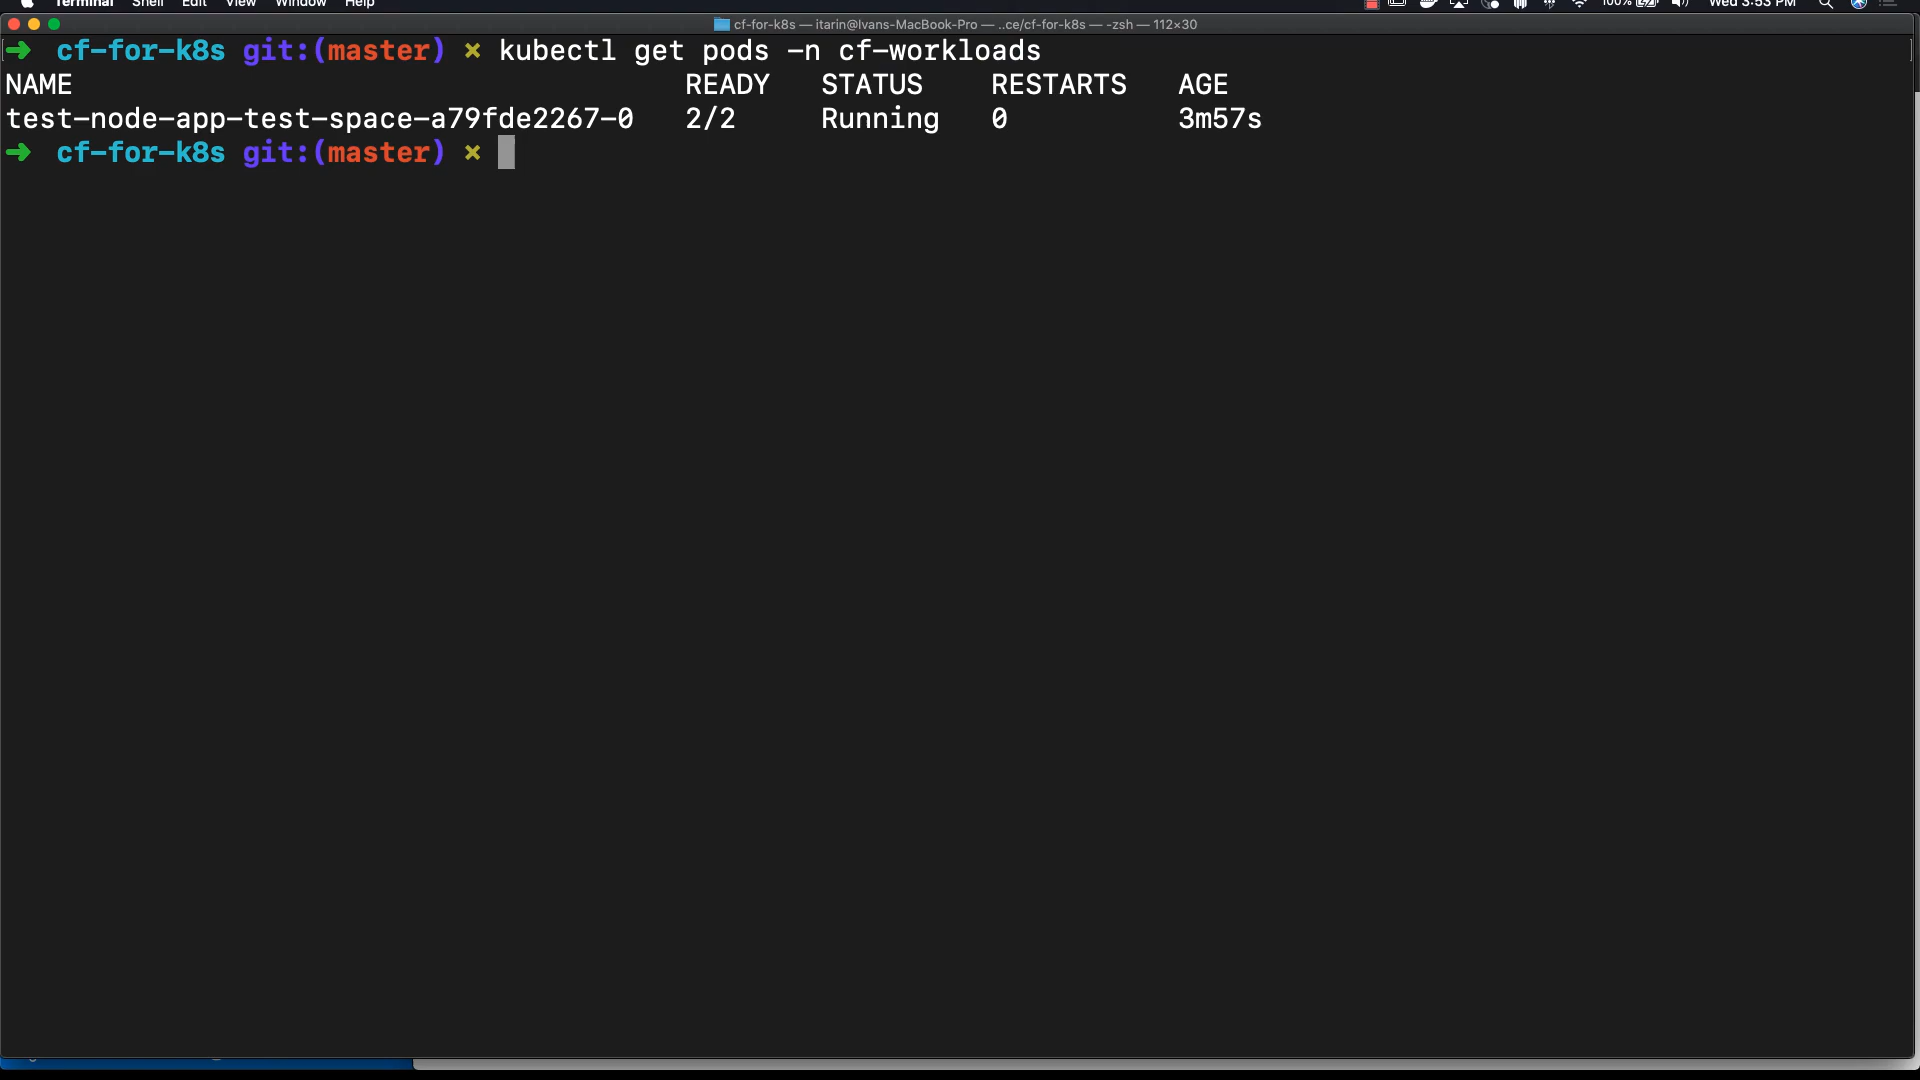 Terminal Shell Edit View Window Help 100% Wed 3:53 PM
cf-for-k8s — itarin@Ivans-MacBook-Pro — ..ce/cf-for-k8s — -zsh — 112×30
➜ cf-for-k8s git:(master) ✗ kubectl get pods -n cf-workloads
NAME READY STATUS RESTARTS AGE
test-node-app-test-space-a79fde2267-0 2/2 Running 0 3m57s
➜ cf-for-k8s git:(master) ✗